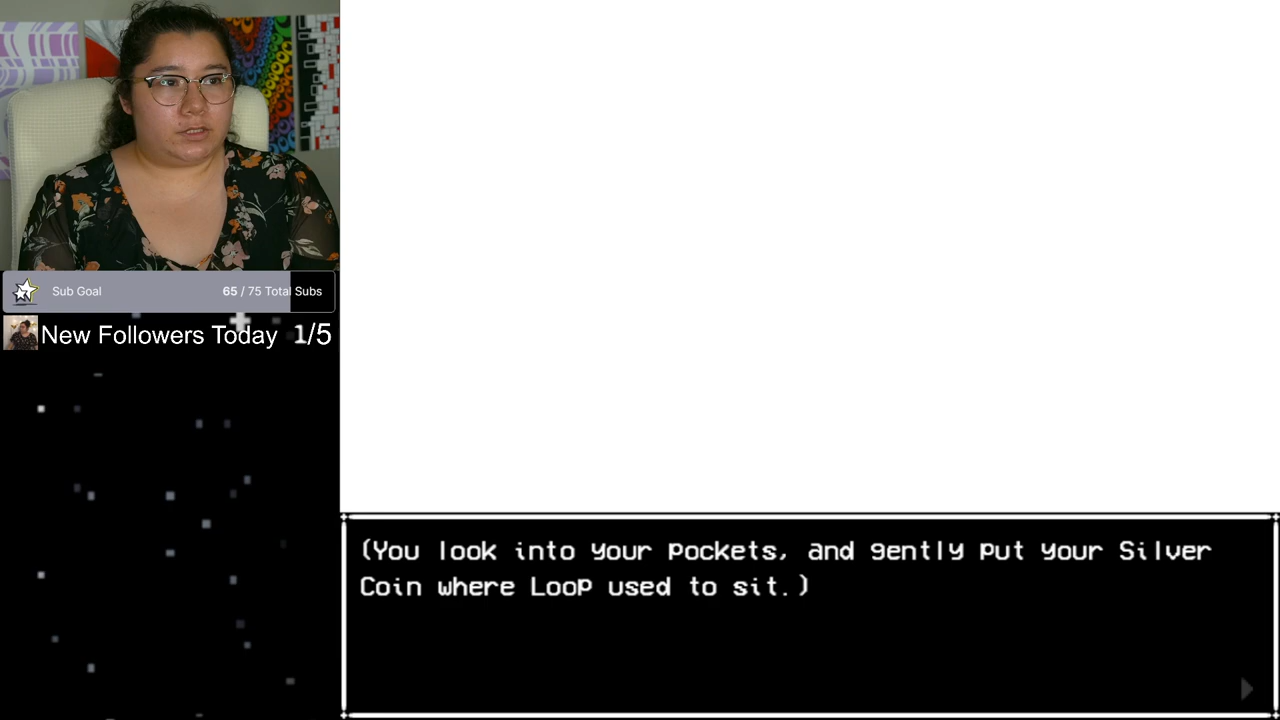 Sub Goal 65 / 75 Total Subs
New Followers Today 1/5
(You look into your pockets, and gently put your Silver
Coin where Loop used to sit.)